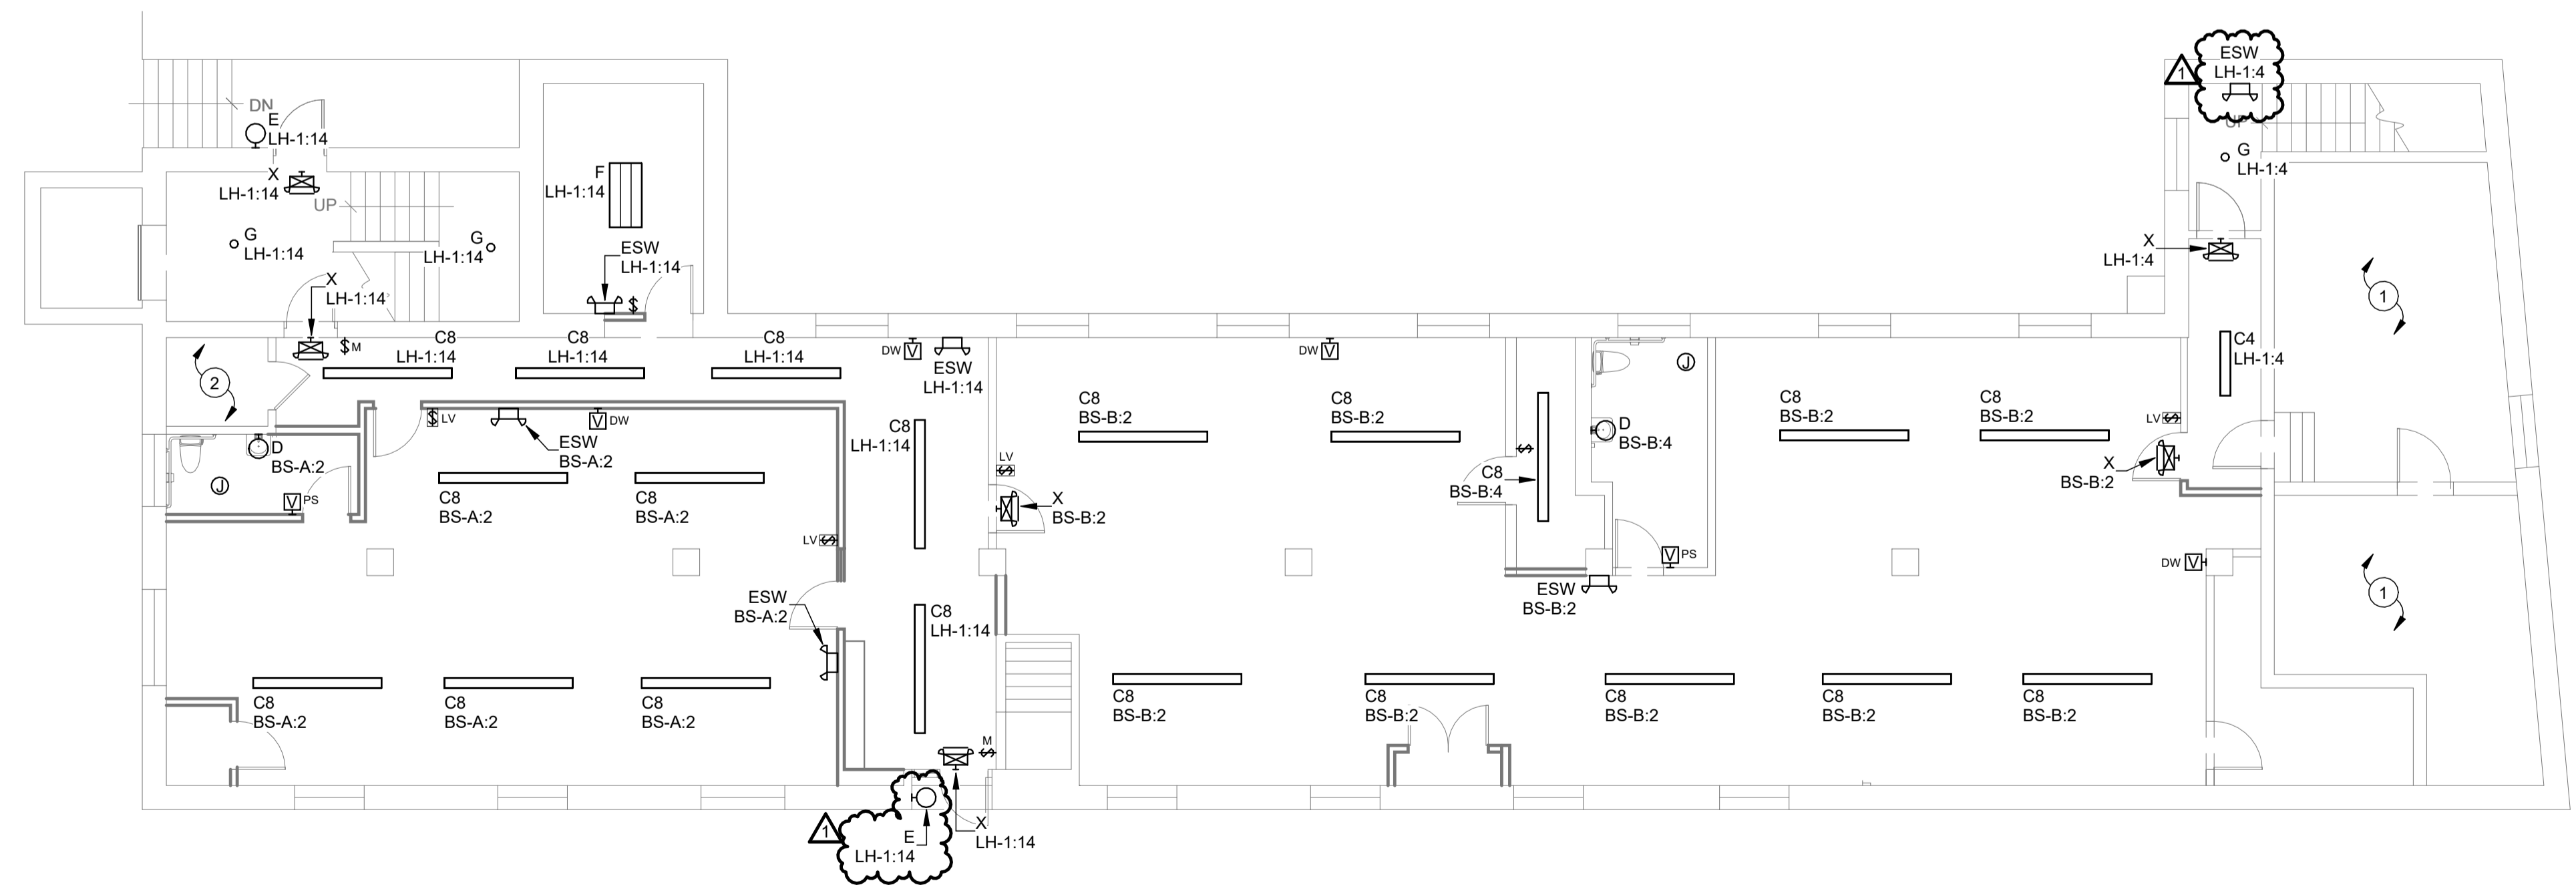 ESW
LH-1:4
1
DN
E
LH-1:14
UP
G
LH-1:4
X
LH-1:14
F
LH-1:14
UP
G
LH-1:14
G
LH-1:14
ESW
LH-1:14
X
LH-1:4
X
LH-1:14
1
$
$ M
C8
LH-1:14
C8
LH-1:14
C8
LH-1:14
DW V
ESW
LH-1:14
DW V
J
C4
LH-1:4
2
C8
BS-B:2
C8
BS-B:2
C8
BS-B:2
C8
BS-B:2
$ LV
V DW
ESW
BS-A:2
C8
LH-1:14
D
BS-B:4
LV $
D
BS-A:2
LV
$
$
C8
BS-B:4
X
BS-B:2
J
V PS
C8
BS-A:2
C8
BS-A:2
X
BS-B:2
LV $
V PS
DW V
ESW
BS-A:2
C8
LH-1:14
ESW
BS-B:2
1
C8
BS-A:2
C8
BS-A:2
C8
BS-A:2
C8
BS-B:2
C8
BS-B:2
C8
BS-B:2
C8
BS-B:2
C8
BS-B:2
M
$
1
E
LH-1:14
X
LH-1:14